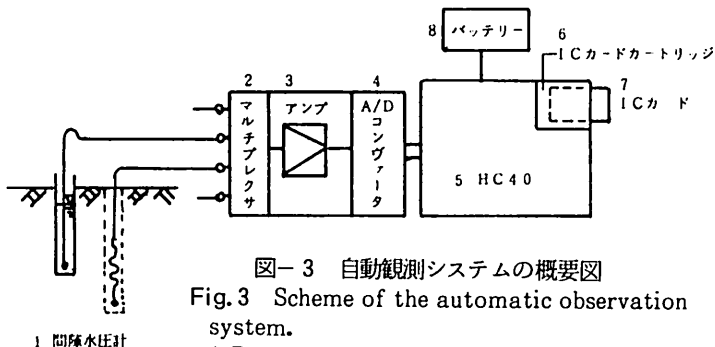 8 バッテリー
6
ICカードカートリッジ
7
ICカード
2 3 4
マルチプレクサ
アンプ
A/Dコンヴァータ
5 HC40
図-3 自動観測システムの概要図
Fig. 3 Scheme of the automatic observation
system.
1 間隙水圧計